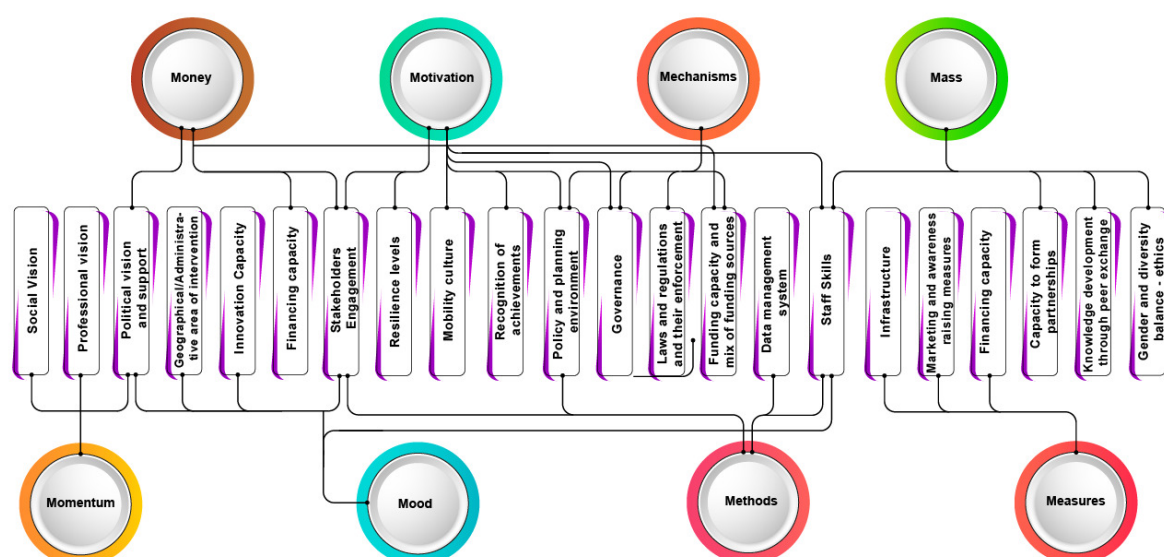 Money
Motivation
Mechanisms
Mass
Social Vision
Professional vision
Political vision
and support
Geographical/Administra-
tive area of intervention
Innovation Capacity
Financing capacity
Stakeholders
Engagement
Resilience levels
Mobility culture
Recognition of
achievements
Policy and planning
environment
Governance
Laws and regulations
and their enforcement
Funding capacity and
mix of funding sources
Data management
system
Staff Skills
Infrastructure
Marketing and awareness
raising measures
Financing capacity
Capacity to form
partnerships
Knowledge development
through peer exchange
Gender and diversity
balance - ethics
Momentum
Mood
Methods
Measures